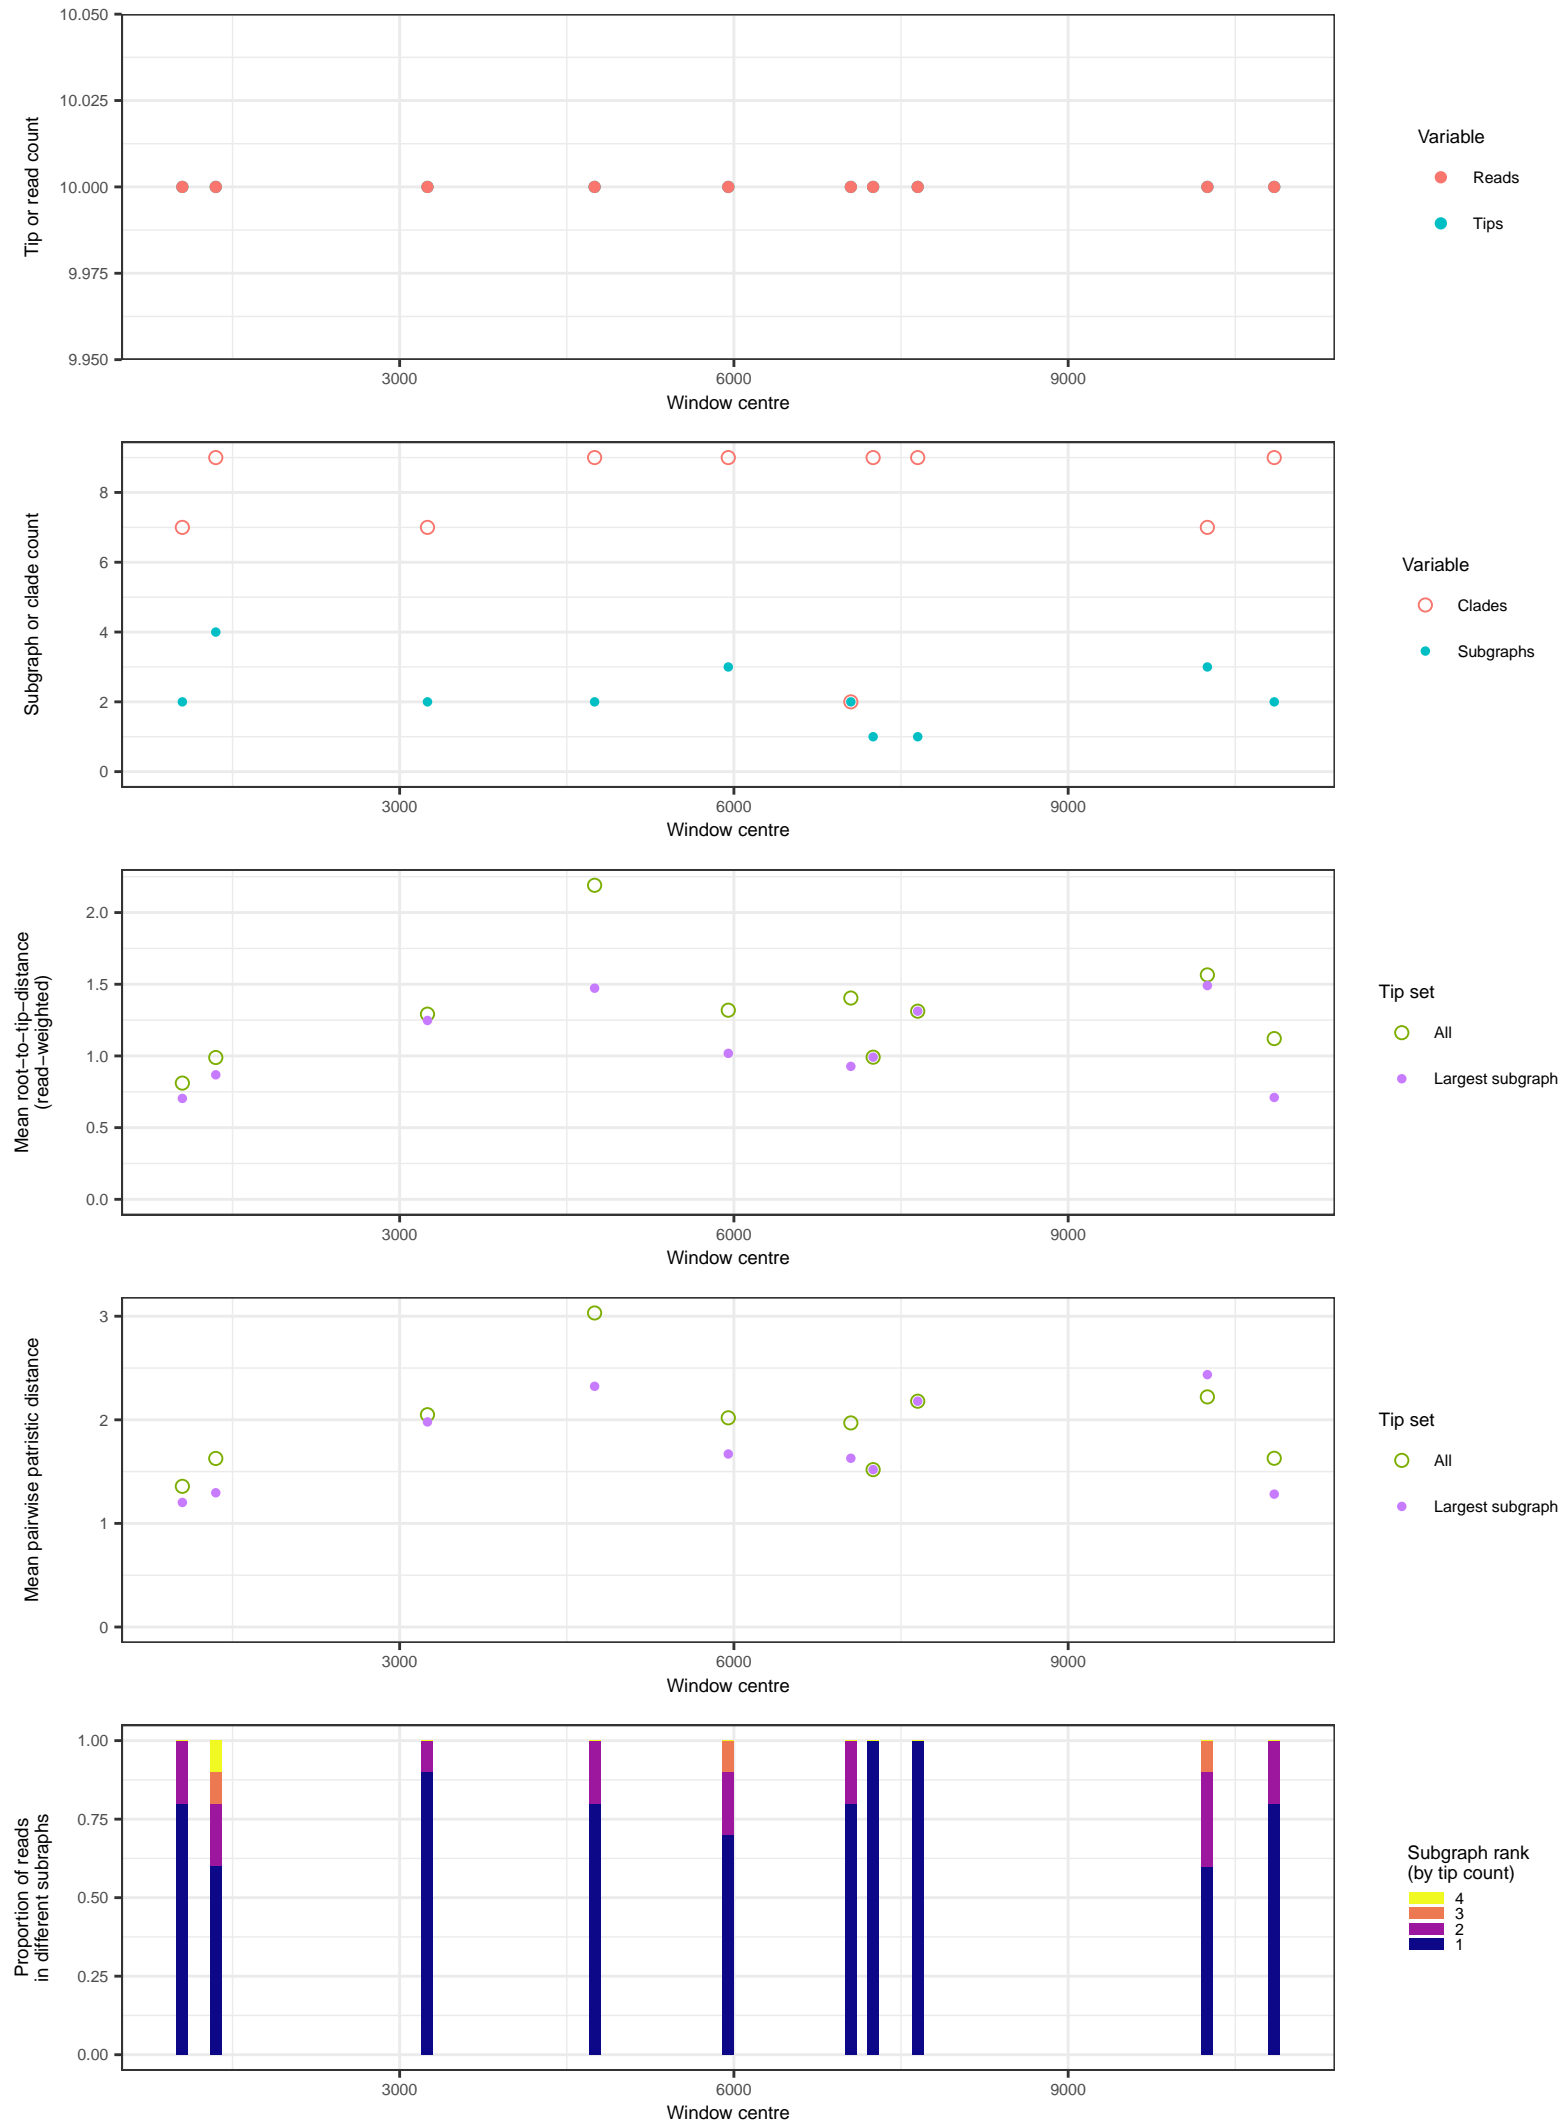 10.050
10.025
10.000
9.975
9.950
Tip or read count
3000
6000
9000
Window centre
Variable
Reads
Tips
8
6
4
2
0
Subgraph or clade count
3000
6000
9000
Window centre
Variable
Clades
Subgraphs
2.0
1.5
1.0
0.5
0.0
Mean root−to−tip−distance
(read−weighted)
3000
6000
9000
Window centre
Tip set
All
Largest subgraph
3
2
1
0
Mean pairwise patristic distance
3000
6000
9000
Window centre
Tip set
All
Largest subgraph
1.00
0.75
0.50
0.25
0.00
Proportion of reads
in different subraphs
3000
6000
9000
Window centre
Subgraph rank
(by tip count)
4
3
2
1